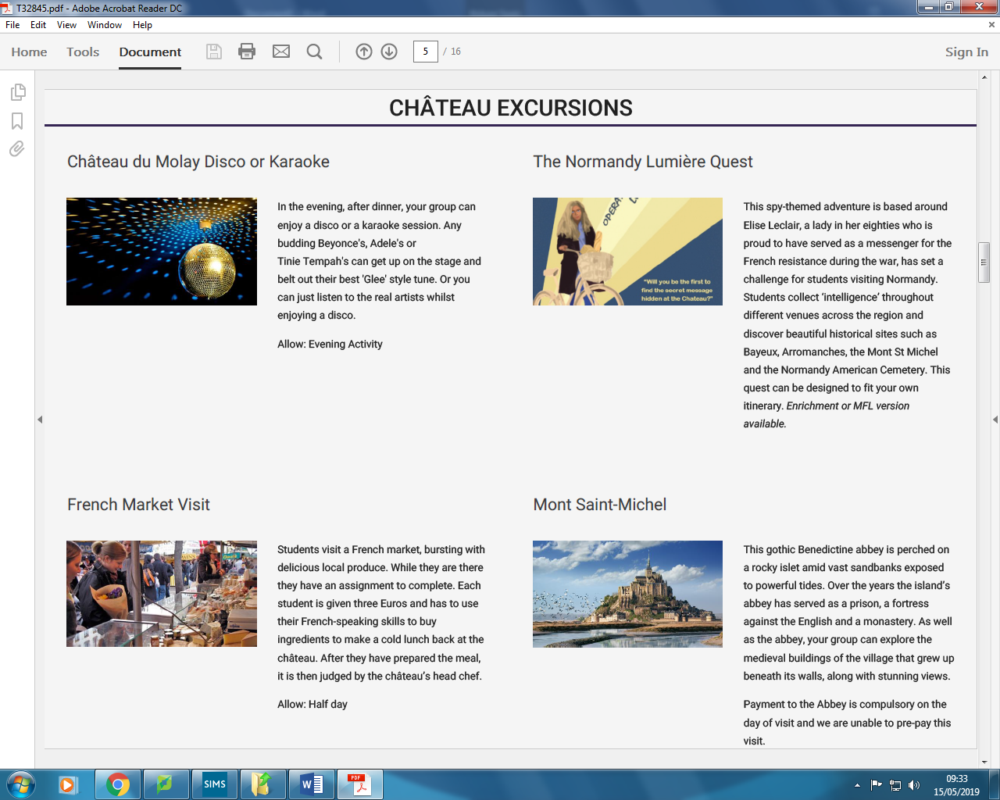 T32845.pdf - Adobe Acrobat Reader DC
File Edit View Window Help
Home Tools Document 5 / 16 Sign In
CHÂTEAU EXCURSIONS
Château du Molay Disco or Karaoke
In the evening, after dinner, your group can
enjoy a disco or a karaoke session. Any
budding Beyonce's, Adele's or
Tinie Tempah's can get up on the stage and
belt out their best 'Glee' style tune. Or you
can just listen to the real artists whilst
enjoying a disco.
Allow: Evening Activity
The Normandy Lumière Quest
"Will you be the first to
find the secret message
hidden at the Chateau?"
This spy-themed adventure is based around
Elise Leclair, a lady in her eighties who is
proud to have served as a messenger for the
French resistance during the war, has set a
challenge for students visiting Normandy.
Students collect ‘intelligence’ throughout
different venues across the region and
discover beautiful historical sites such as
Bayeux, Arromanches, the Mont St Michel
and the Normandy American Cemetery. This
quest can be designed to fit your own
itinerary. Enrichment or MFL version
available.
French Market Visit
Students visit a French market, bursting with
delicious local produce. While they are there
they have an assignment to complete. Each
student is given three Euros and has to use
their French-speaking skills to buy
ingredients to make a cold lunch back at the
château. After they have prepared the meal,
it is then judged by the château’s head chef.
Allow: Half day
Mont Saint-Michel
This gothic Benedictine abbey is perched on
a rocky islet amid vast sandbanks exposed
to powerful tides. Over the years the island’s
abbey has served as a prison, a fortress
against the English and a monastery. As well
as the abbey, your group can explore the
medieval buildings of the village that grew up
beneath its walls, along with stunning views.
Payment to the Abbey is compulsory on the
day of visit and we are unable to pre-pay this
visit.
SIMS
PDF
09:33
15/05/2019